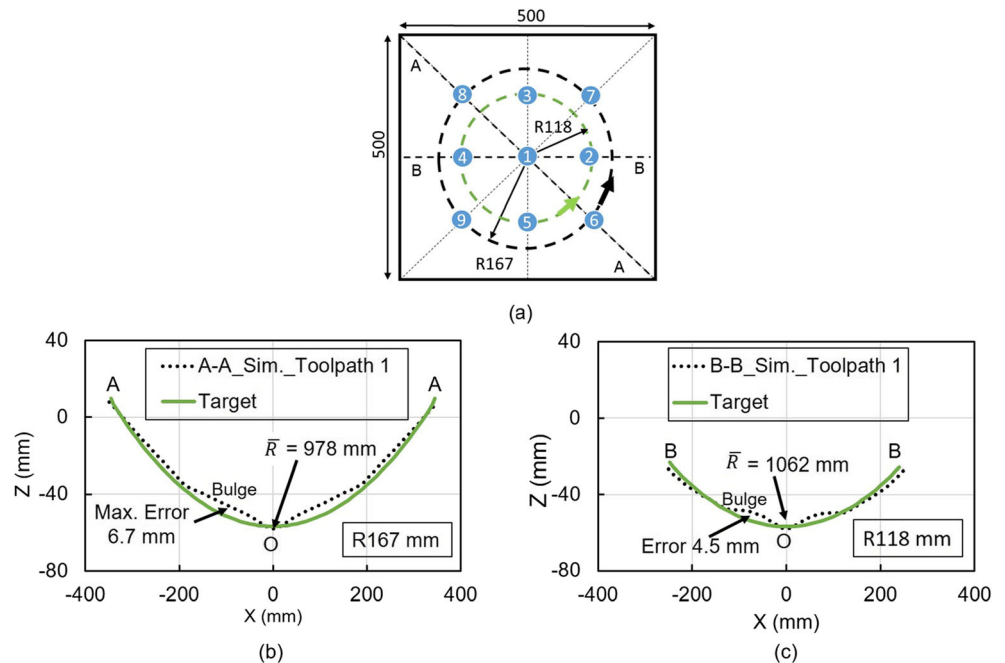 500
500
A
8
3
7
R118
4
1
2
B
B
9
5
6
R167
A
(a)
40
0
-40
-80
Z (mm)
A-A_Sim._Toolpath 1
Target
A
A
R̅ = 978 mm
Bulge
Max. Error
6.7 mm
O
R167 mm
-400
-200
0
200
400
X (mm)
(b)
40
0
-40
-80
Z (mm)
B-B_Sim._Toolpath 1
Target
B
B
R̅ = 1062 mm
Bulge
Error 4.5 mm
O
R118 mm
-400
-200
0
200
400
X (mm)
(c)